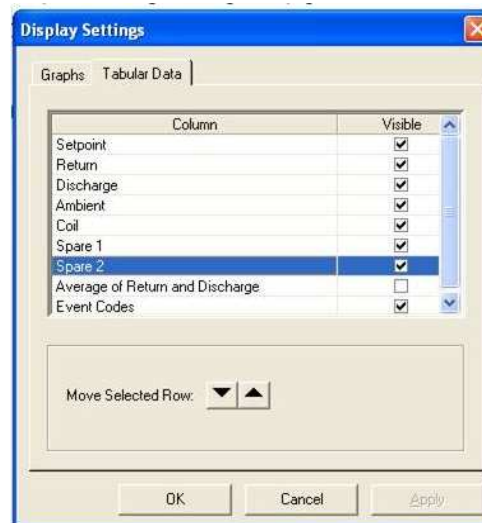 Display Settings
Graphs Tabular Data
Column Visible
Setpoint
Return
Discharge
Ambient
Coil
Spare 1
Spare 2
Average of Return and Discharge
Event Codes
Move Selected Row:
OK Cancel Apply